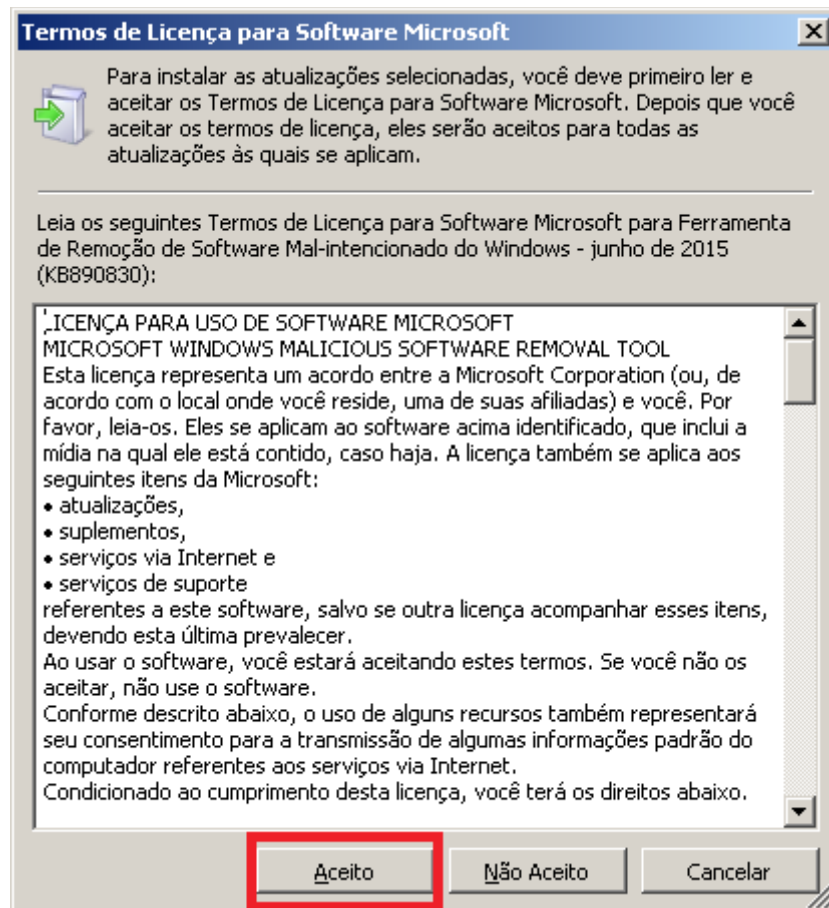 Termos de Licença para Software Microsoft
Para instalar as atualizações selecionadas, você deve primeiro ler e
aceitar os Termos de Licença para Software Microsoft. Depois que você
aceitar os termos de licença, eles serão aceitos para todas as
atualizações às quais se aplicam.
Leia os seguintes Termos de Licença para Software Microsoft para Ferramenta
de Remoção de Software Mal-intencionado do Windows - junho de 2015
(KB890830):
LICENÇA PARA USO DE SOFTWARE MICROSOFT
MICROSOFT WINDOWS MALICIOUS SOFTWARE REMOVAL TOOL
Esta licença representa um acordo entre a Microsoft Corporation (ou, de
acordo com o local onde você reside, uma de suas afiliadas) e você. Por
favor, leia-os. Eles se aplicam ao software acima identificado, que inclui a
mídia na qual ele está contido, caso haja. A licença também se aplica aos
seguintes itens da Microsoft:
• atualizações,
• suplementos,
• serviços via Internet e
• serviços de suporte
referentes a este software, salvo se outra licença acompanhar esses itens,
devendo esta última prevalecer.
Ao usar o software, você estará aceitando estes termos. Se você não os
aceitar, não use o software.
Conforme descrito abaixo, o uso de alguns recursos também representará
seu consentimento para a transmissão de algumas informações padrão do
computador referentes aos serviços via Internet.
Condicionado ao cumprimento desta licença, você terá os direitos abaixo.
Aceito Não Aceito Cancelar